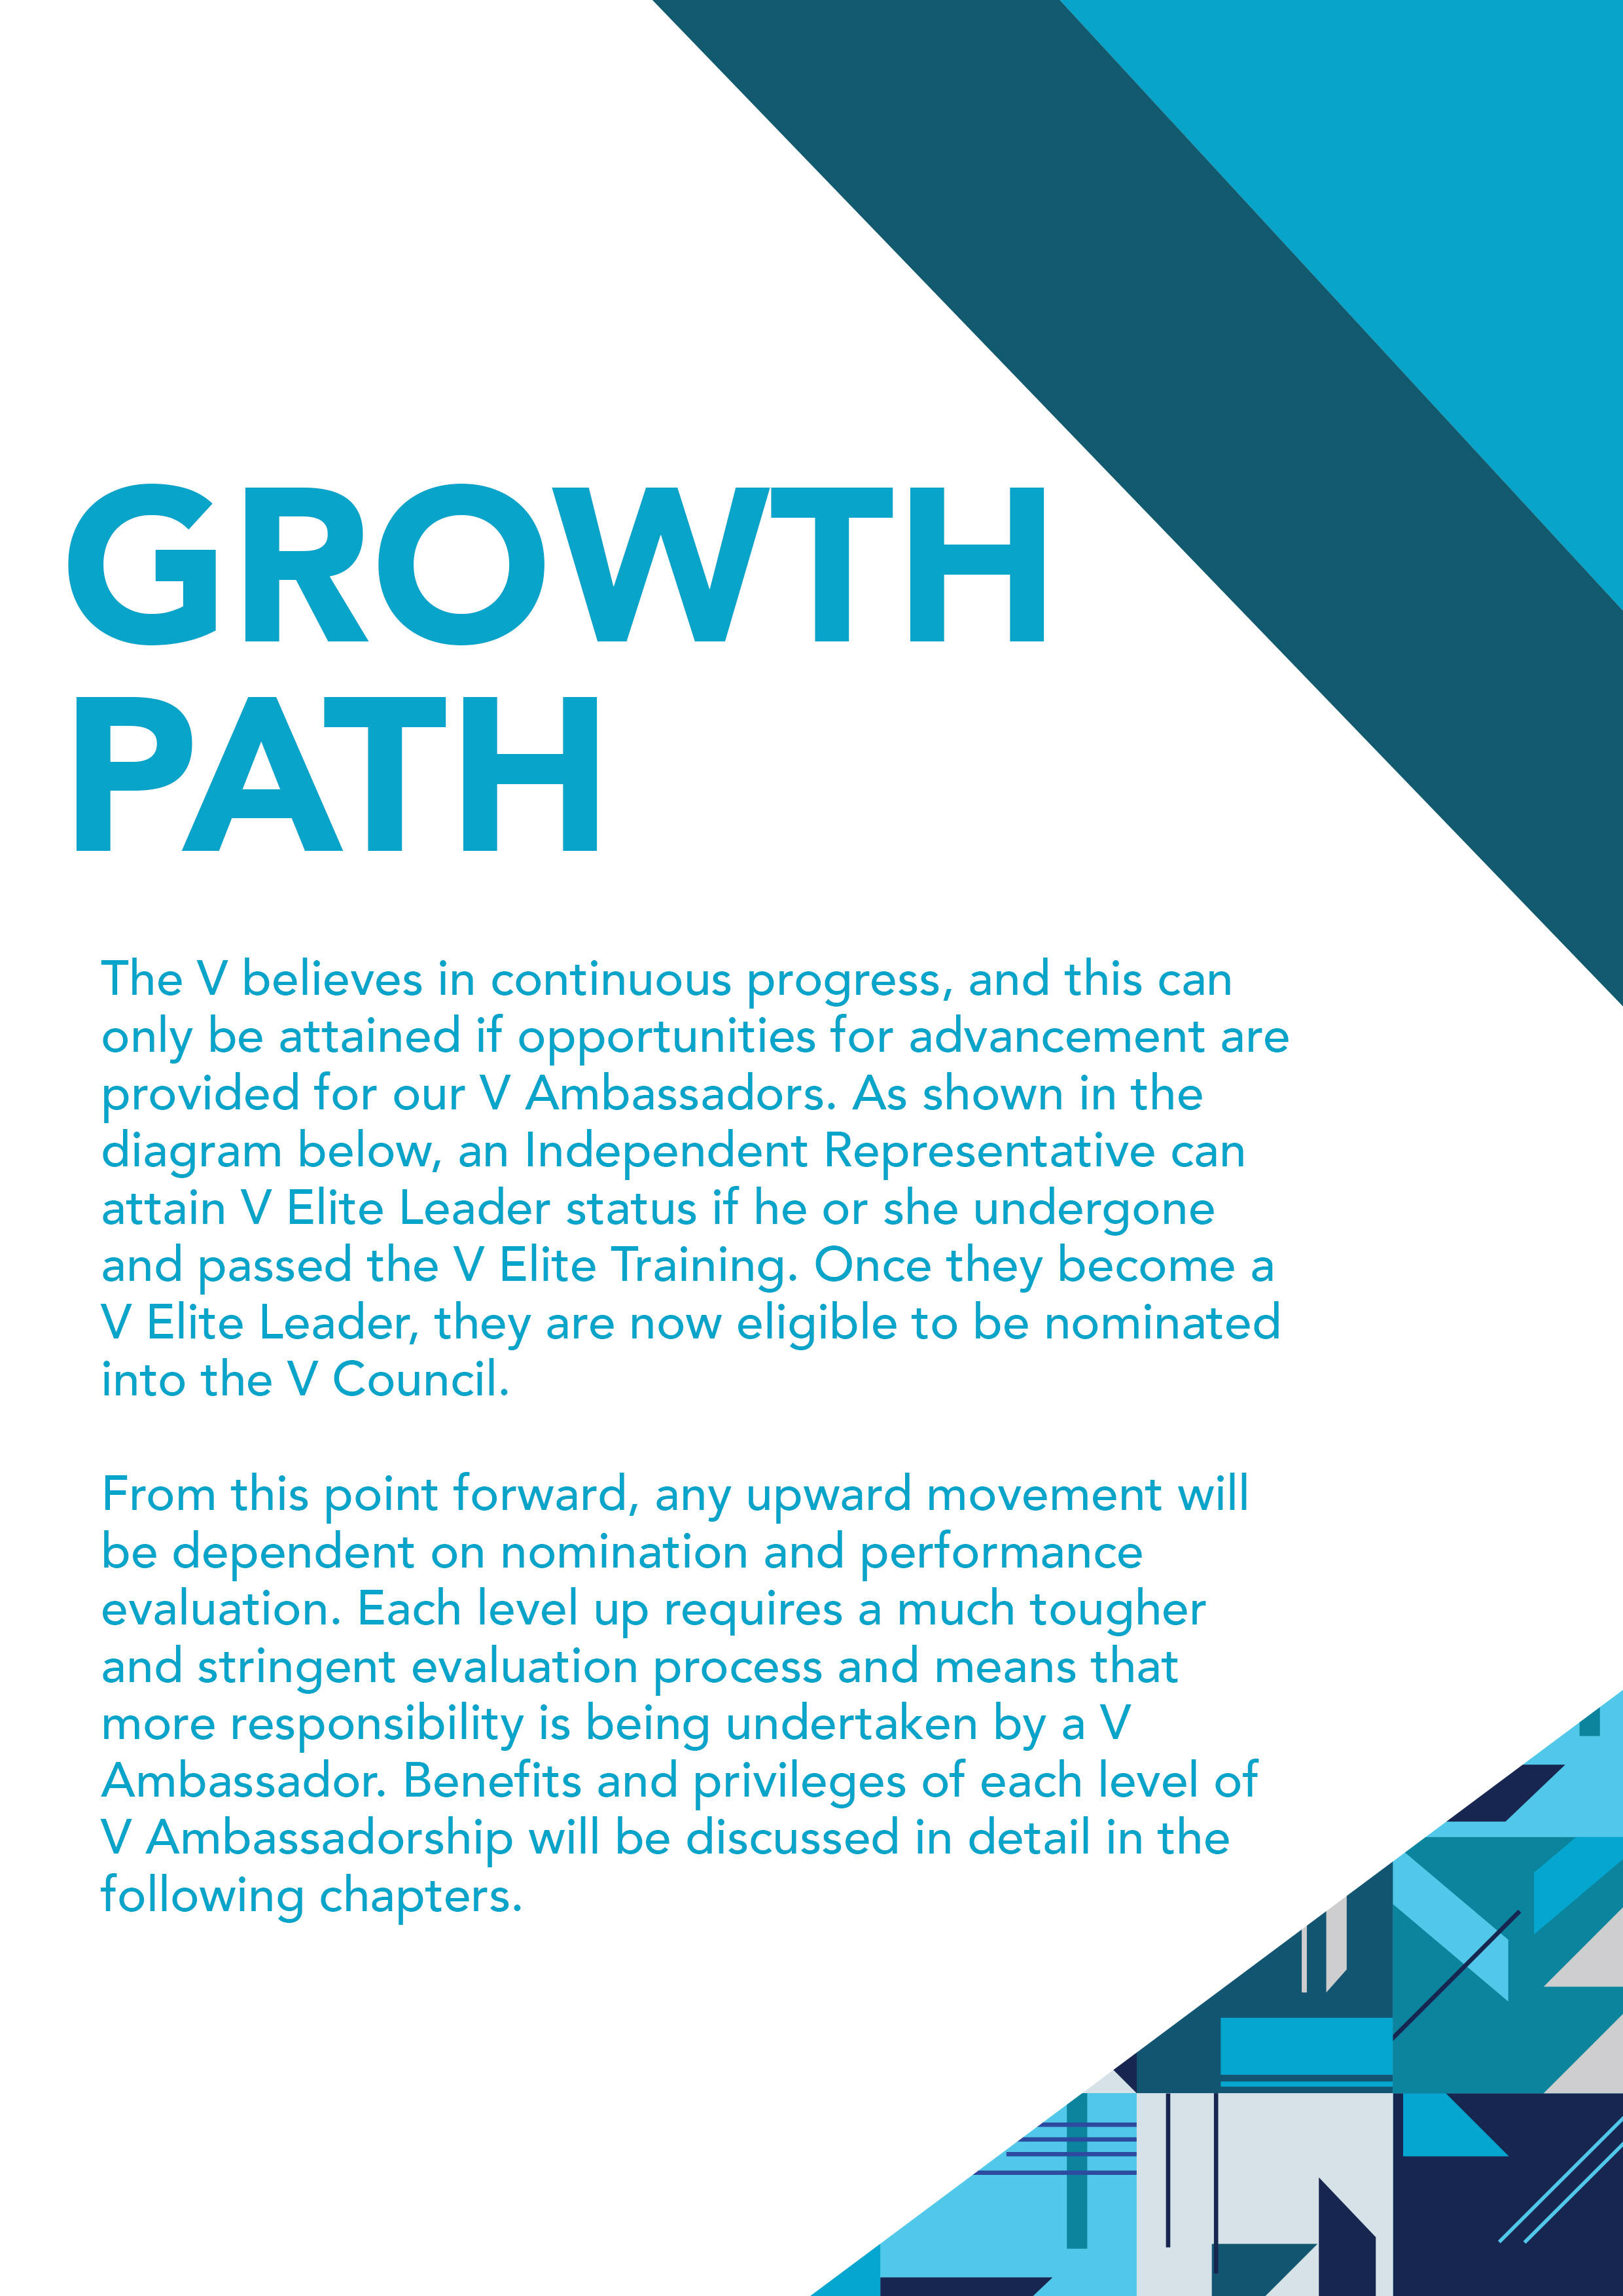 GROWTH
PATH
The V believes in continuous progress, and this can
only be attained if opportunities for advancement are
provided for our V Ambassadors. As shown in the
diagram below, an Independent Representative can
attain V Elite Leader status if he or she undergone
and passed the V Elite Training. Once they become a
V Elite Leader, they are now eligible to be nominated
into the V Council.
From this point forward, any upward movement will
be dependent on nomination and performance
evaluation. Each level up requires a much tougher
and stringent evaluation process and means that
more responsibility is being undertaken by a V
Ambassador. Benefits and privileges of each level of
V Ambassadorship will be discussed in detail in the
following chapters.